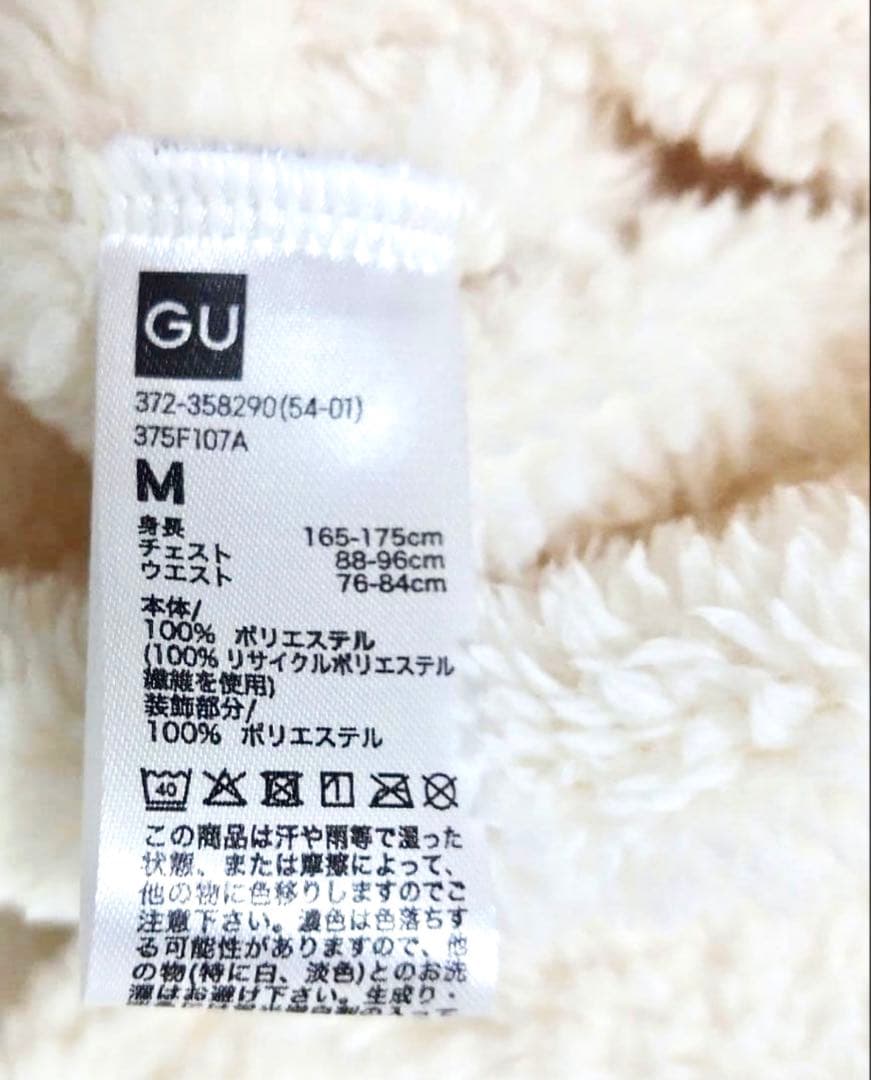 GU
372-358290(54-01)
375F107A
M
身長 165-175cm
チェスト 88-96cm
ウエスト 76-84cm
本体/
100% ポリエステル
(100% リサイクルポリエステル
繊維を使用)
装飾部分/
100% ポリエステル
40
この商品は汗や雨等で湿った
状態、または摩擦によって、
他の物に色移りしますのでご
注意下さい。濃色は色落ちす
る可能性がありますので、他
の物(特に白、淡色)とのお洗
濯はお避け下さい。生成り・